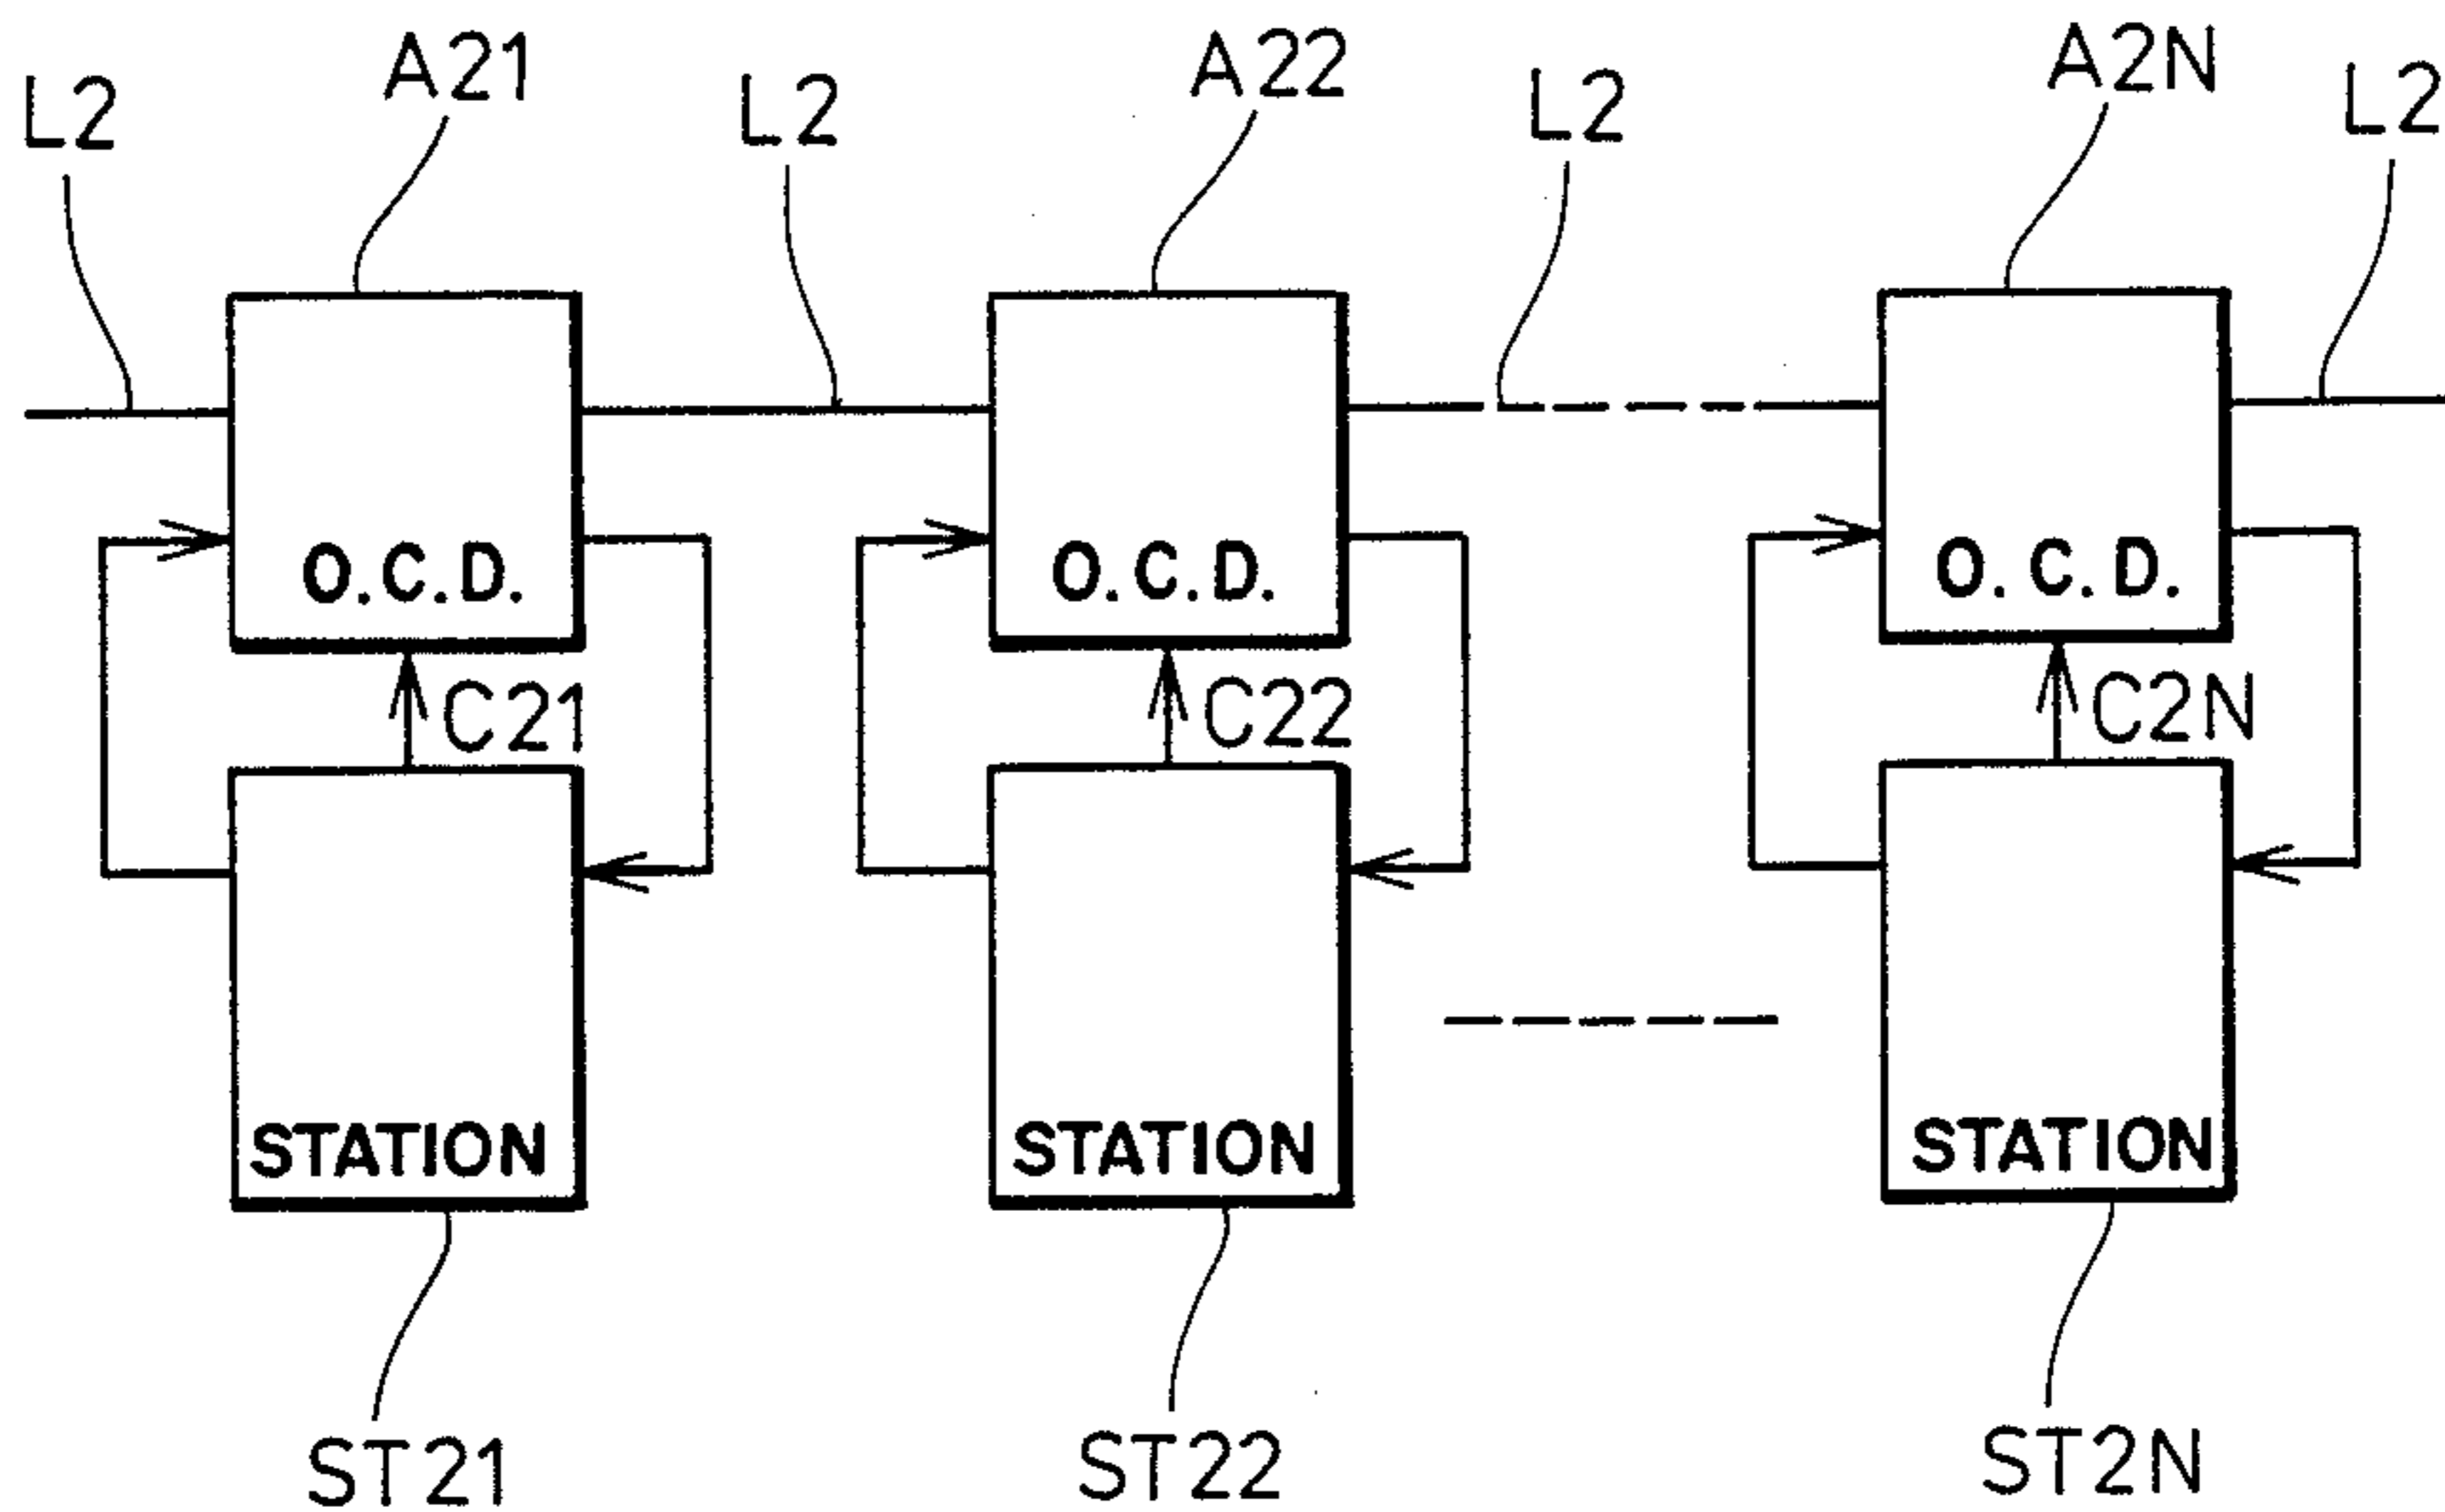 L2 A21 L2 A22 L2 A2N L2
O.C.D. O.C.D. O.C.D.
C21 C22 C2N
STATION STATION STATION
ST21 ST22 ST2N